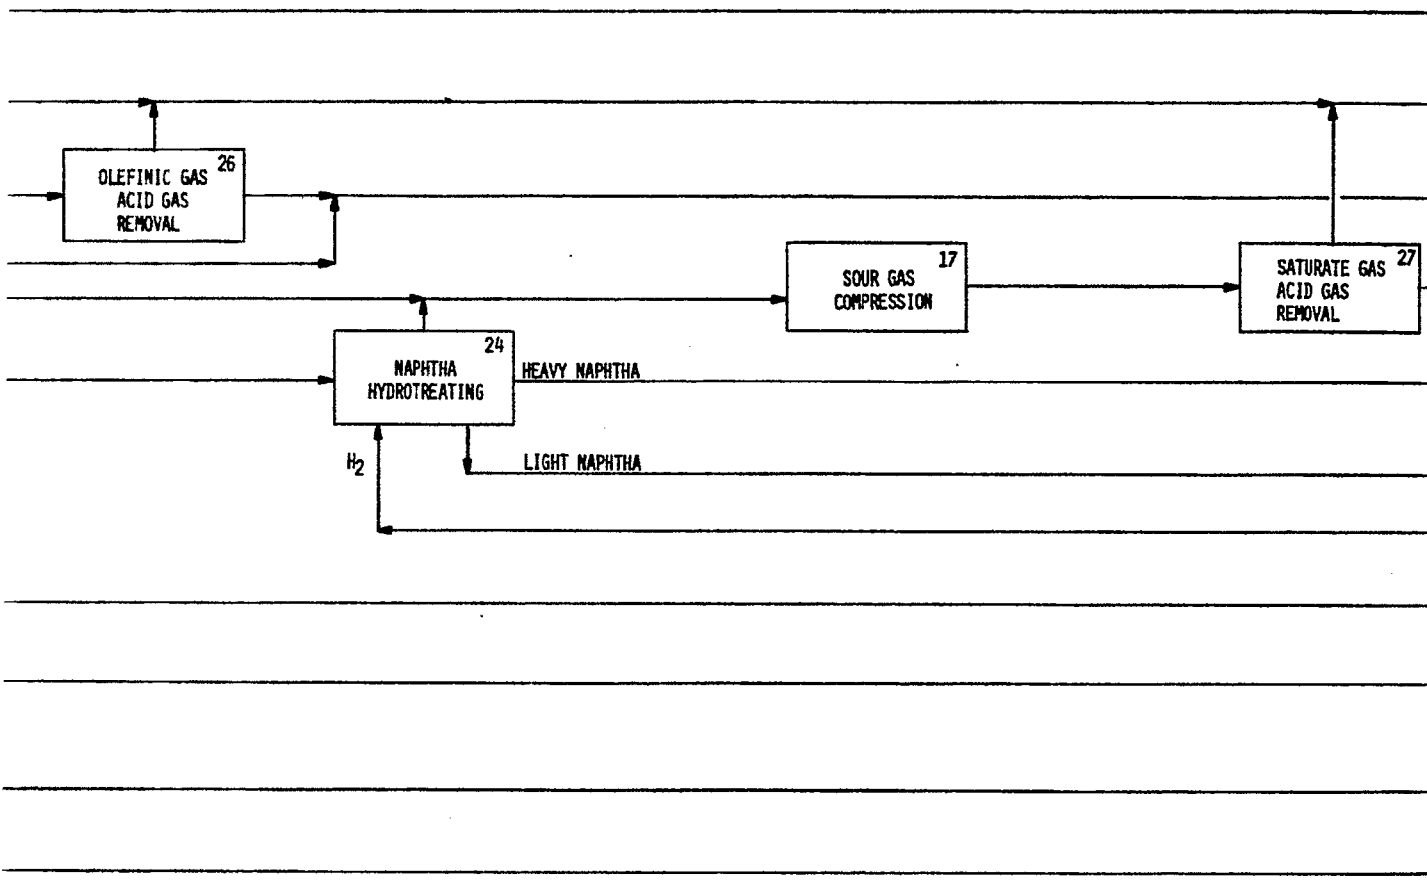 26
OLEFINIC GAS
ACID GAS
REMOVAL
17
SOUR GAS
COMPRESSION
27
SATURATE GAS
ACID GAS
REMOVAL
24
NAPHTHA
HYDROTREATING
HEAVY NAPHTHA
H2
LIGHT NAPHTHA